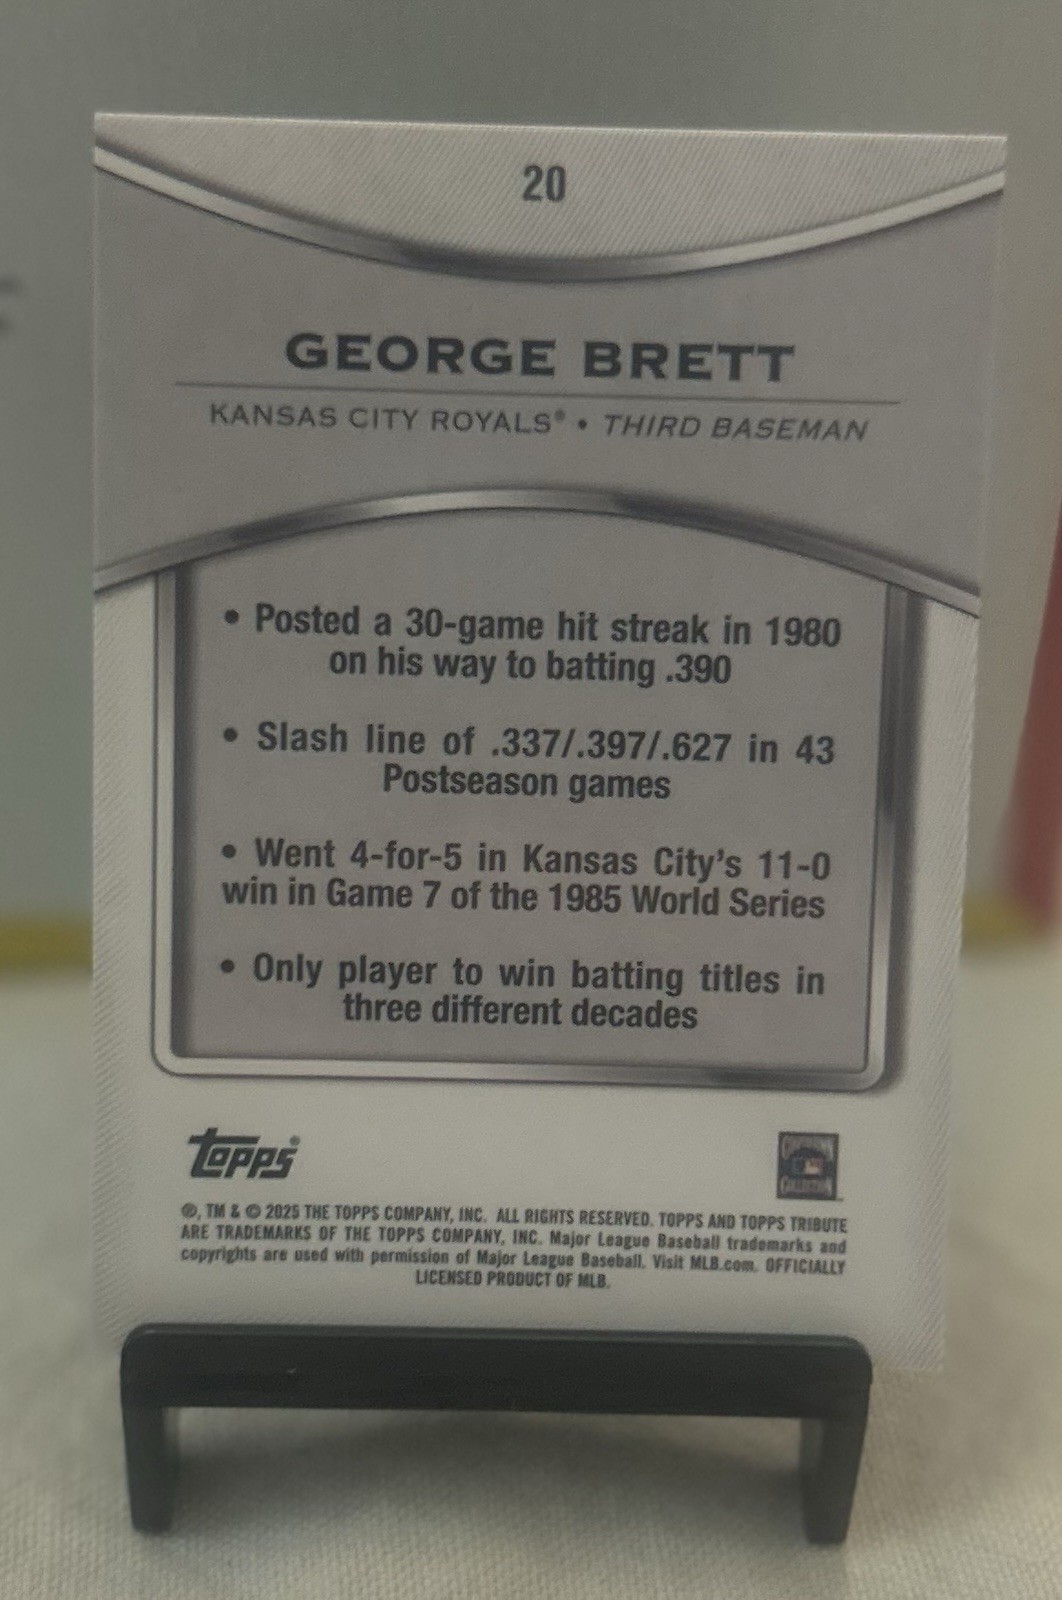 20
GEORGE BRETT
KANSAS CITY ROYALS® • THIRD BASEMAN
• Posted a 30-game hit streak in 1980
on his way to batting .390
• Slash line of .337/.397/.627 in 43
Postseason games
• Went 4-for-5 in Kansas City's 11-0
win in Game 7 of the 1985 World Series
• Only player to win batting titles in
three different decades
Topps®
COOPERSTOWN
COLLECTION
®, TM & © 2025 THE TOPPS COMPANY, INC. ALL RIGHTS RESERVED. TOPPS AND TOPPS TRIBUTE
ARE TRADEMARKS OF THE TOPPS COMPANY, INC. Major League Baseball trademarks and
copyrights are used with permission of Major League Baseball. Visit MLB.com. OFFICIALLY
LICENSED PRODUCT OF MLB.